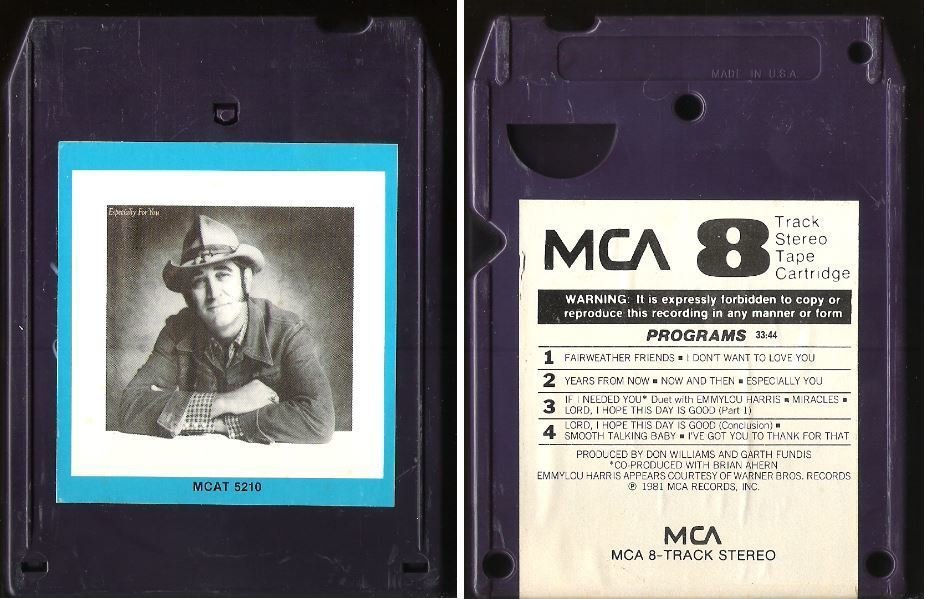 Especially For You
MCAT 5210
MADE IN U.S.A.
MCA 8 Track
Stereo
Tape
Cartridge
WARNING: It is expressly forbidden to copy or
reproduce this recording in any manner or form
PROGRAMS 33:44
1 FAIRWEATHER FRIENDS ▪ I DON'T WANT TO LOVE YOU
2 YEARS FROM NOW ▪ NOW AND THEN ▪ ESPECIALLY YOU
3 IF I NEEDED YOU* Duet with EMMYLOU HARRIS ▪ MIRACLES ▪
LORD, I HOPE THIS DAY IS GOOD (Part 1)
4 LORD, I HOPE THIS DAY IS GOOD (Conclusion) ▪
SMOOTH TALKING BABY ▪ I'VE GOT YOU TO THANK FOR THAT
PRODUCED BY DON WILLIAMS AND GARTH FUNDIS
*CO-PRODUCED WITH BRIAN AHERN
EMMYLOU HARRIS APPEARS COURTESY OF WARNER BROS. RECORDS
℗ 1981 MCA RECORDS, INC.
MCA
MCA 8-TRACK STEREO